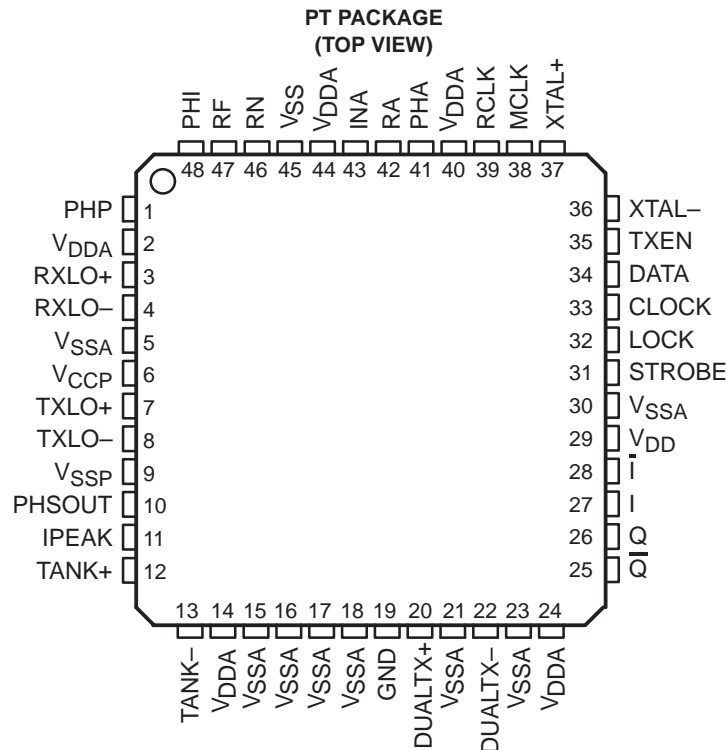 PT PACKAGE
(TOP VIEW)
PHI
RF
RN
VSS
VDDA
INA
RA
PHA
VDDA
RCLK
MCLK
XTAL+
48 47 46 45 44 43 42 41 40 39 38 37
PHP 1
VDDA 2
RXLO+ 3
RXLO– 4
VSSA 5
VCCP 6
TXLO+ 7
TXLO– 8
VSSP 9
PHSOUT 10
IPEAK 11
TANK+ 12
36 XTAL–
35 TXEN
34 DATA
33 CLOCK
32 LOCK
31 STROBE
30 VSSA
29 VDD
28 I̅
27 I
26 Q
25 Q̅
13 14 15 16 17 18 19 20 21 22 23 24
TANK–
VDDA
VSSA
VSSA
VSSA
VSSA
GND
DUALTX+
VSSA
DUALTX–
VSSA
VDDA